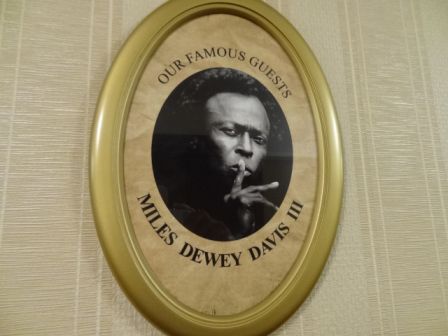 OUR FAMOUS GUESTS
MILES DEWEY DAVIS III